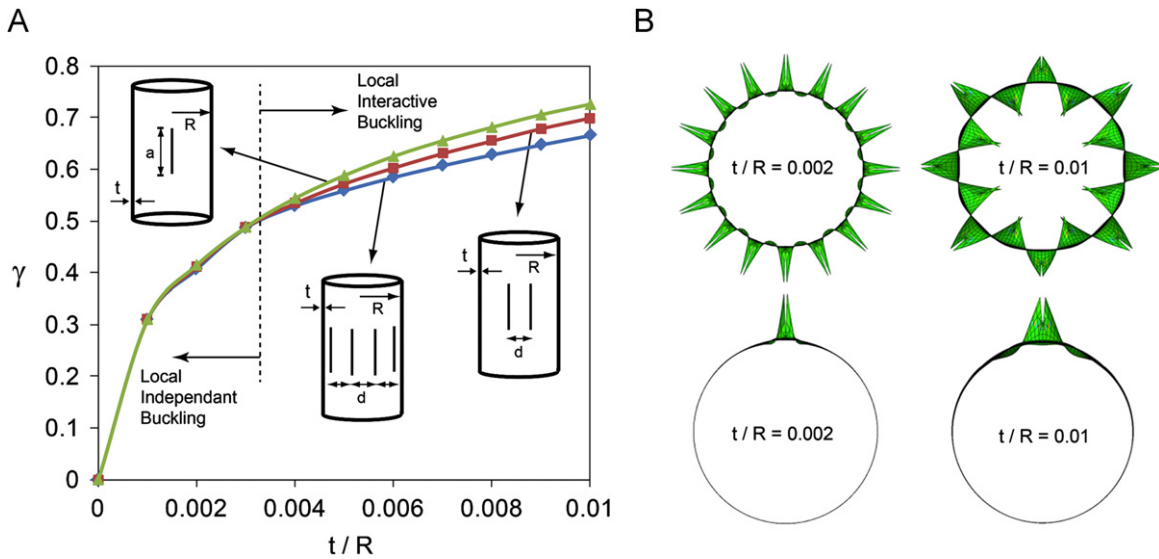 A
B
0.8
0.7
0.6
0.5
0.4
0.3
0.2
0.1
0
γ
Local
Interactive
Buckling
R
a
t
Local
Independant
Buckling
t
R
d
t
R
d
0
0.002
0.004
0.006
0.008
0.01
t / R
t / R = 0.002
t / R = 0.01
t / R = 0.002
t / R = 0.01